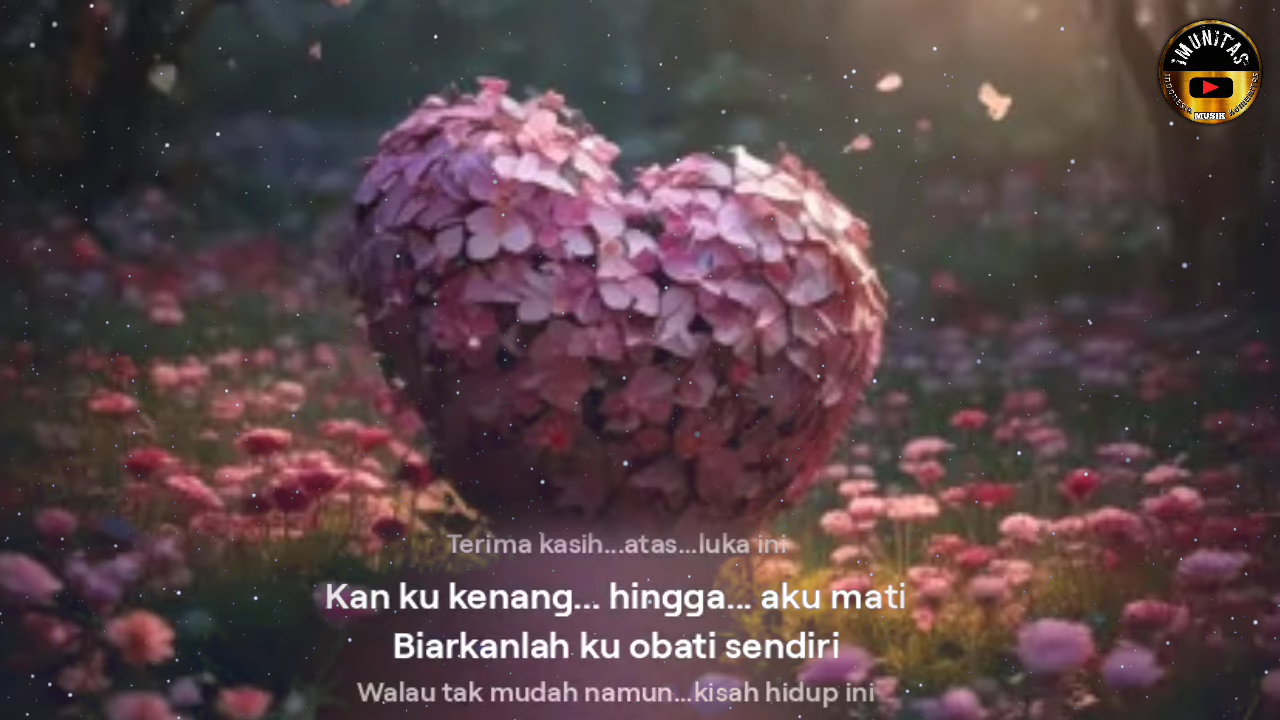 IMUNITAS
MUSIK
Terima kasih...atas...luka ini
Kan ku kenang... hingga... aku mati
Biarkanlah ku obati sendiri
Walau tak mudah namun...kisah hidup ini